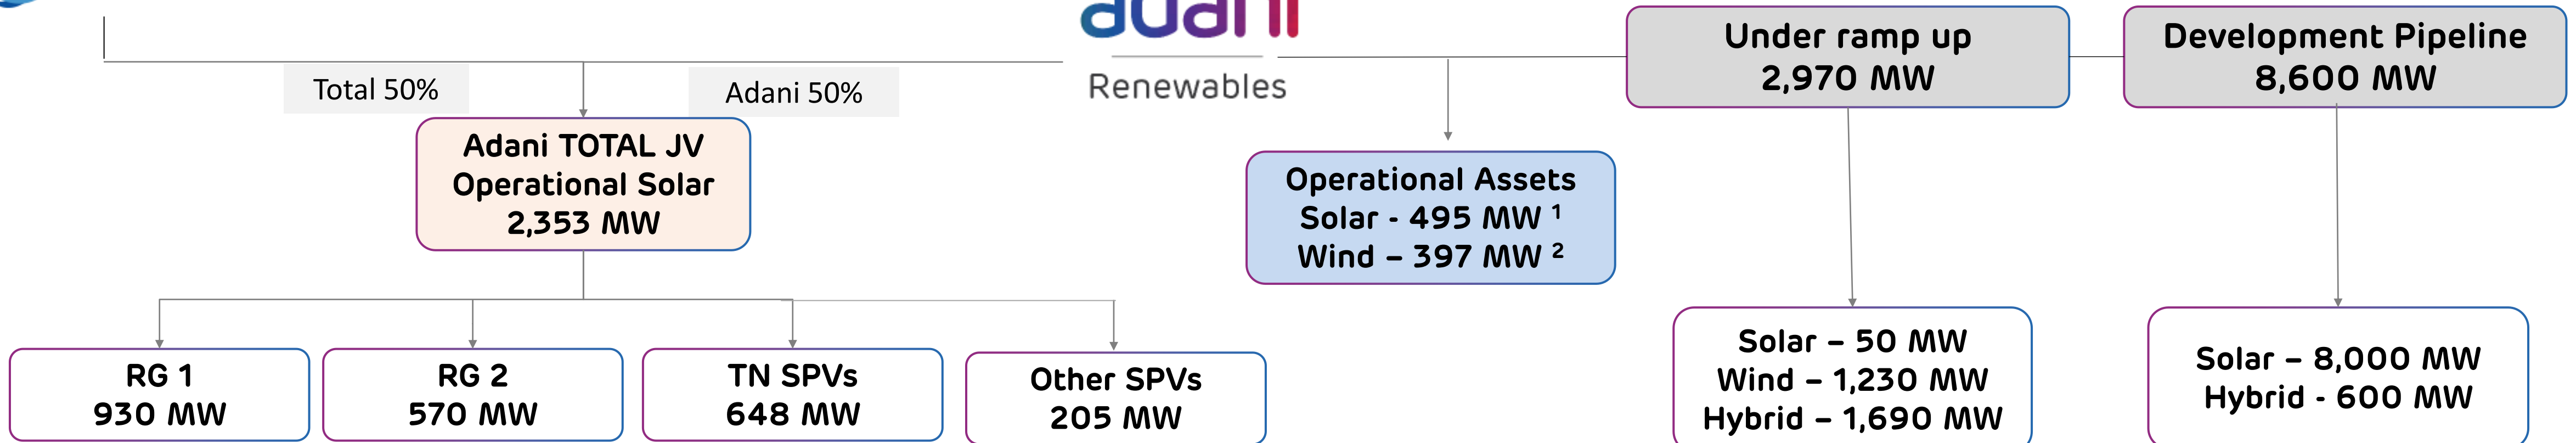 adani
Renewables
Total 50%
Adani 50%
Adani TOTAL JV
Operational Solar
2,353 MW
RG 1
930 MW
RG 2
570 MW
TN SPVs
648 MW
Other SPVs
205 MW
Operational Assets
Solar - 495 MW ¹
Wind – 397 MW ²
Under ramp up
2,970 MW
Solar – 50 MW
Wind – 1,230 MW
Hybrid – 1,690 MW
Development Pipeline
8,600 MW
Solar – 8,000 MW
Hybrid - 600 MW